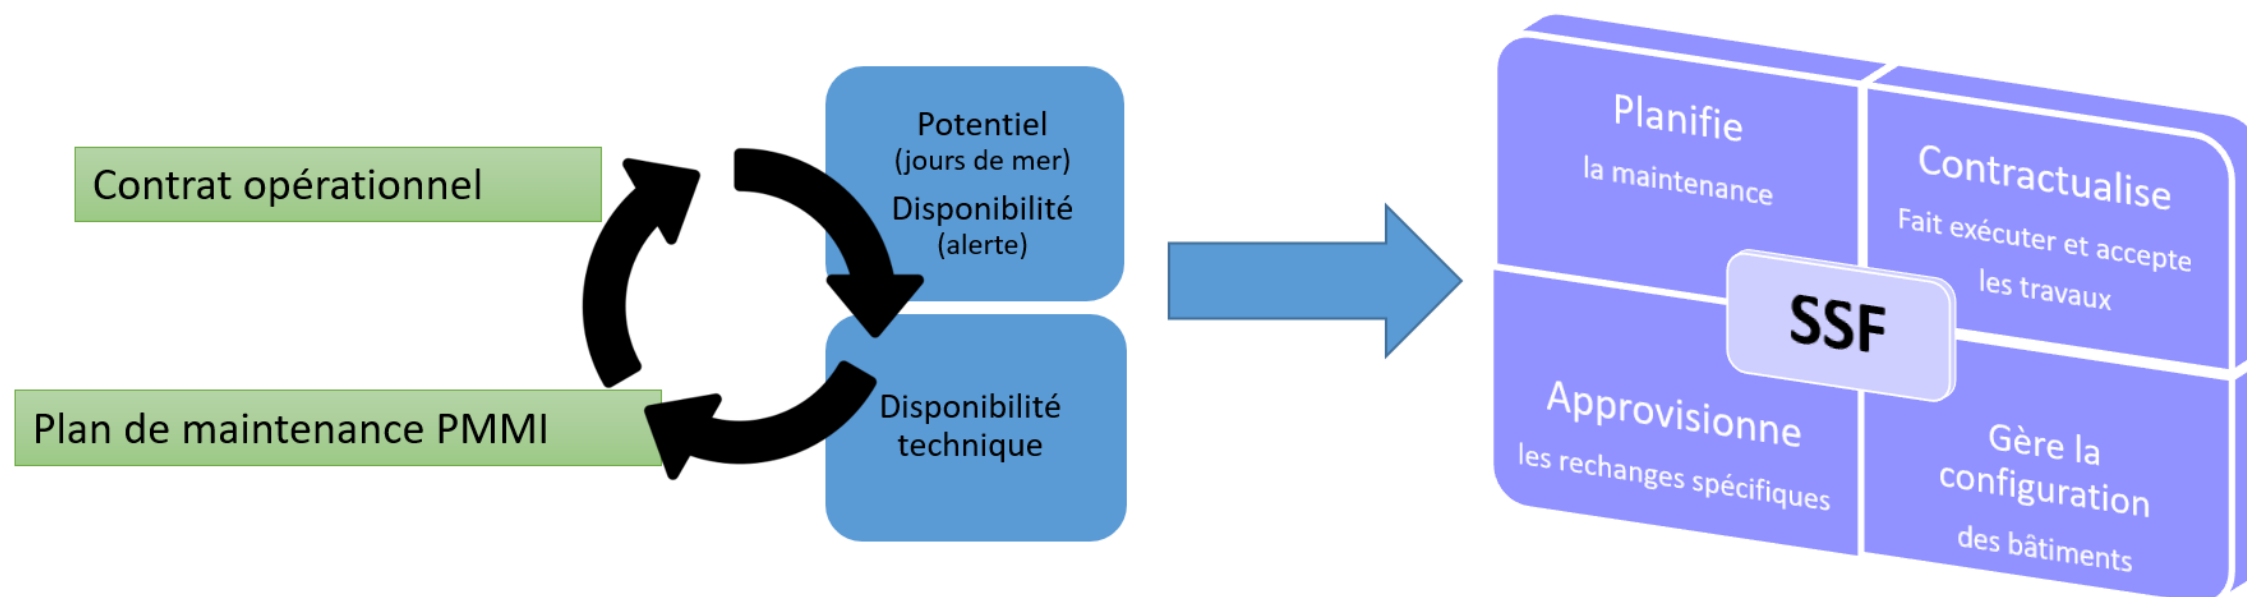 Contrat opérationnel
Plan de maintenance PMMI
Potentiel
(jours de mer)
Disponibilité
(alerte)
Disponibilité
technique
Planifie
la maintenance
Contractualise
Fait exécuter et accepte
les travaux
SSF
Approvisionne
les rechanges spécifiques
Gère la
configuration
des bâtiments